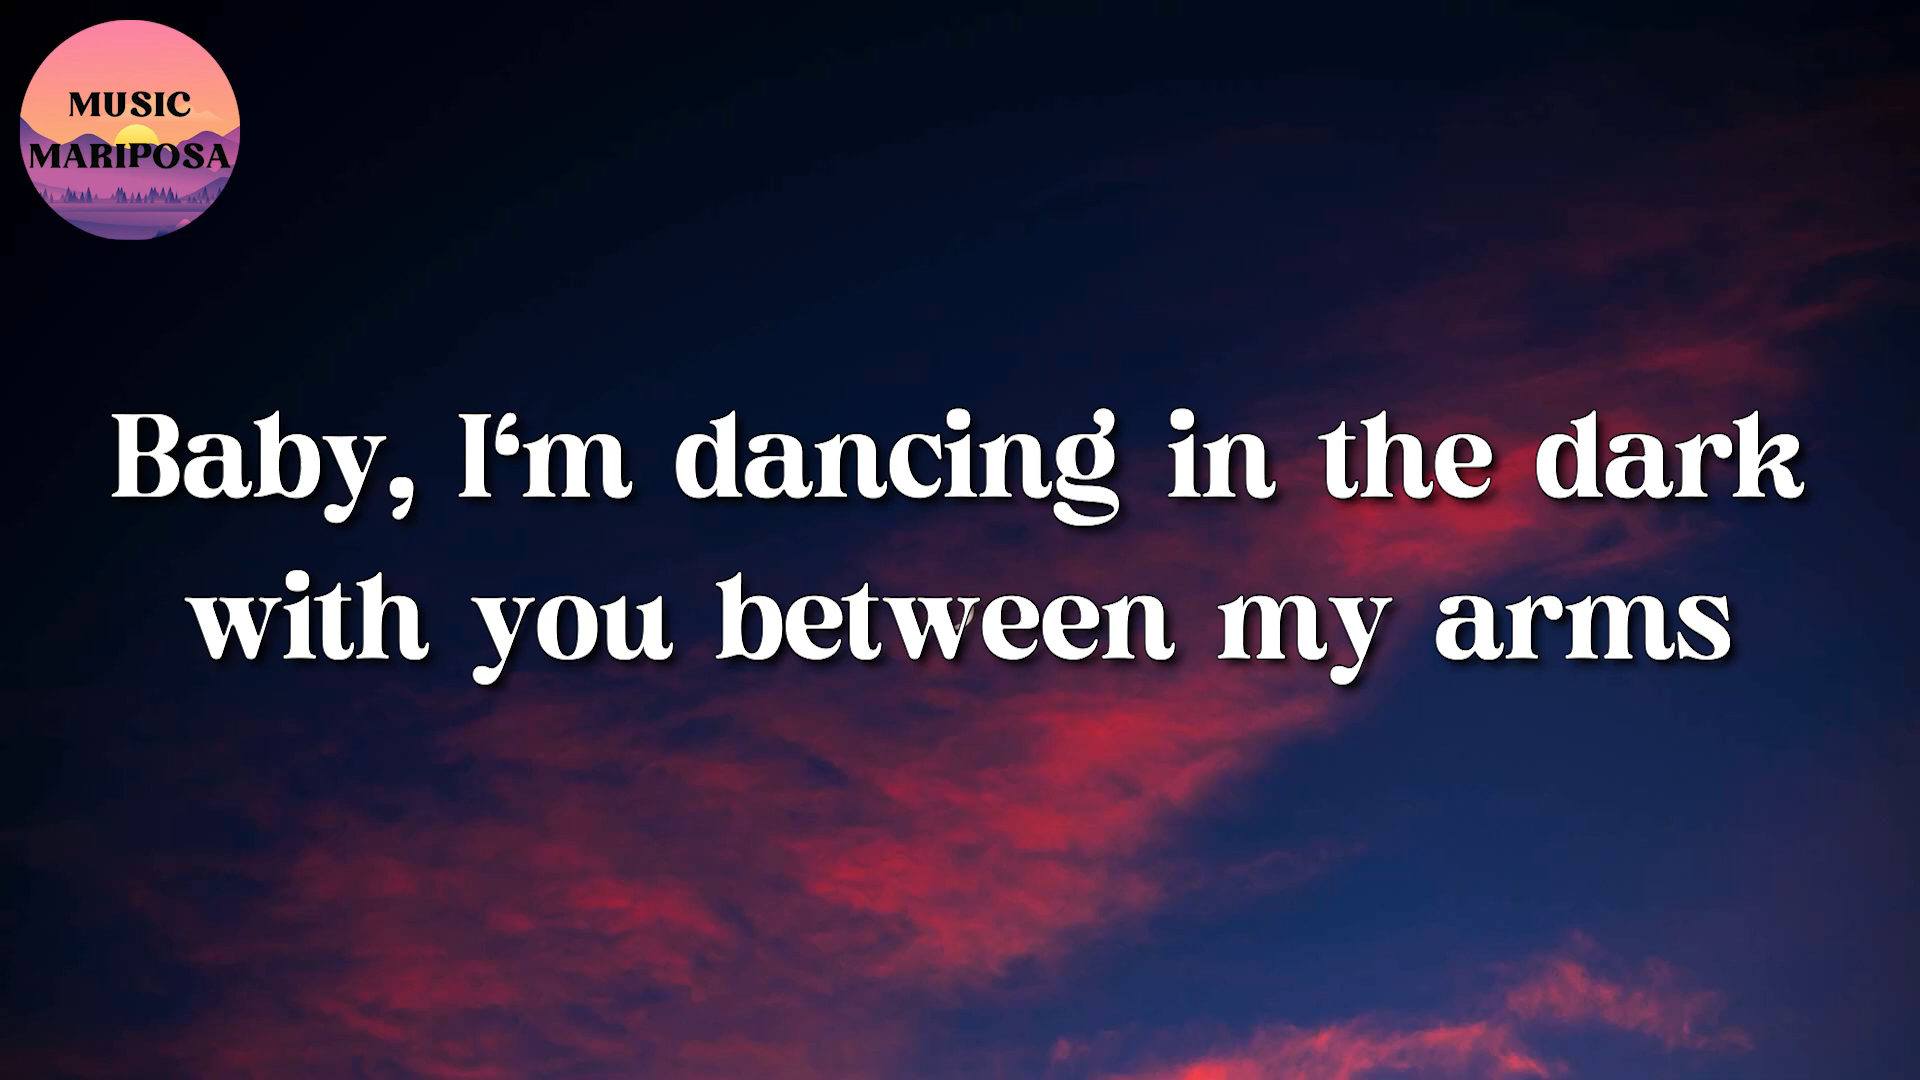 MUSIC
MARIPOSA
Baby, I‘m dancing in the dark
with you between my arms